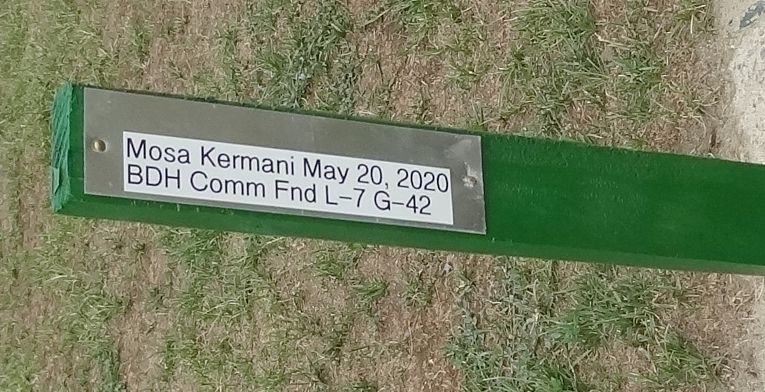 Mosa Kermani May 20, 2020
BDH Comm Fnd L-7 G-42